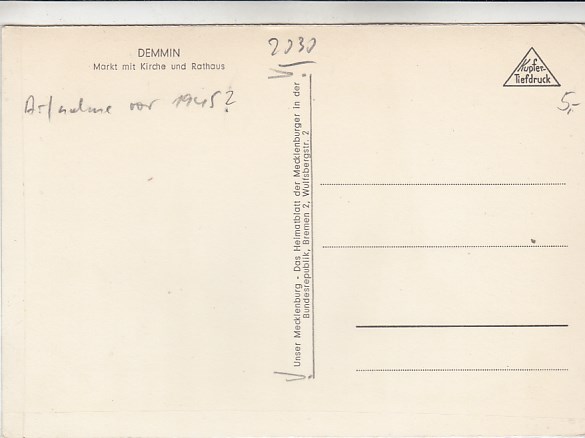 DEMMIN
Markt mit Kirche und Rathaus
Aufnahme vor 1945?
2030
Unser Mecklenburg - Das Heimatblatt der Mecklenburger in der
Bundesrepublik, Bremen 2, Wulfsbergstr. 2
Kupfer-
Tiefdruck
5,-